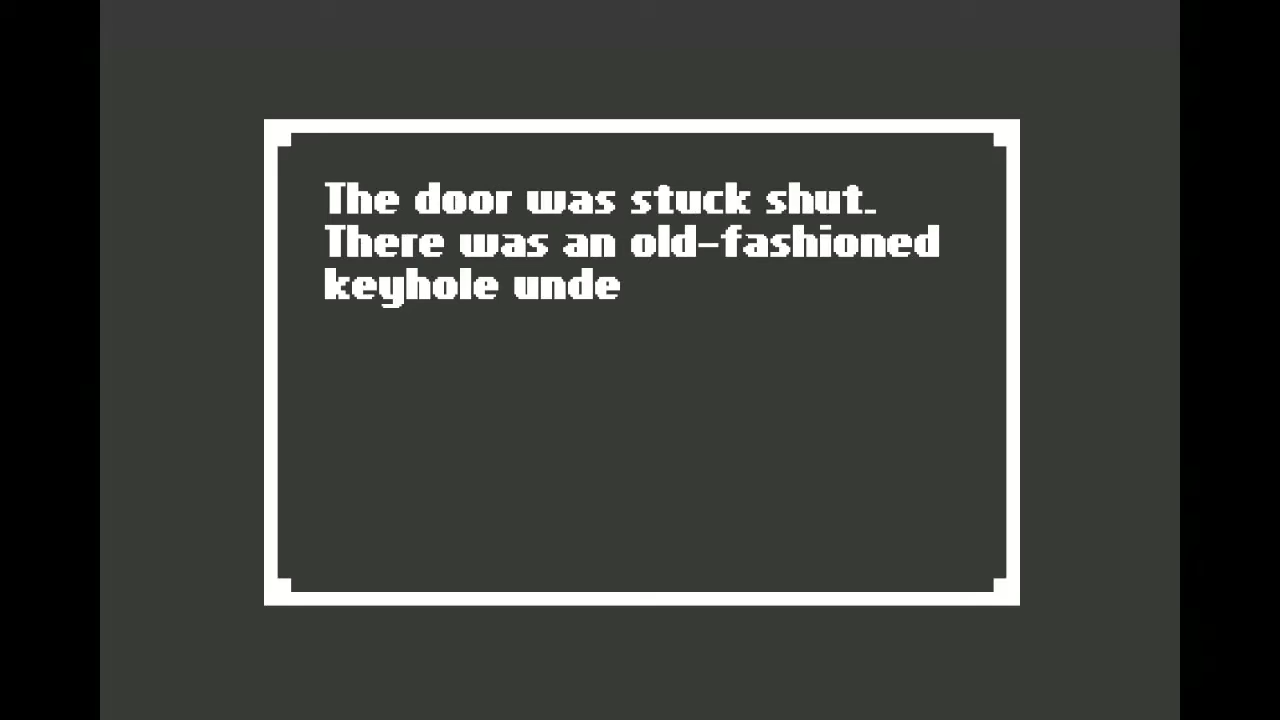 The door was stuck shut.
There was an old-fashioned
keyhole unde